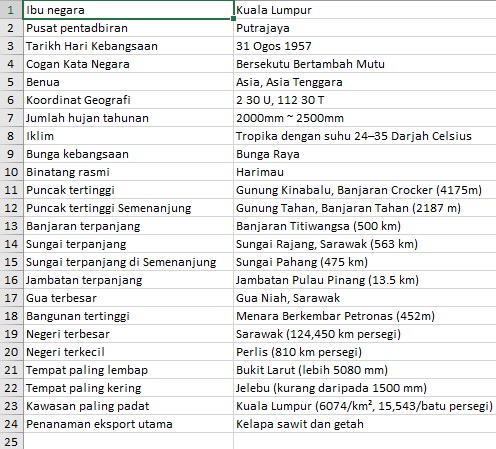 1 Ibu negara Kuala Lumpur
2 Pusat pentadbiran Putrajaya
3 Tarikh Hari Kebangsaan 31 Ogos 1957
4 Cogan Kata Negara Bersekutu Bertambah Mutu
5 Benua Asia, Asia Tenggara
6 Koordinat Geografi 2 30 U, 112 30 T
7 Jumlah hujan tahunan 2000mm ~ 2500mm
8 Iklim Tropika dengan suhu 24–35 Darjah Celsius
9 Bunga kebangsaan Bunga Raya
10 Binatang rasmi Harimau
11 Puncak tertinggi Gunung Kinabalu, Banjaran Crocker (4175m)
12 Puncak tertinggi Semenanjung Gunung Tahan, Banjaran Tahan (2187 m)
13 Banjaran terpanjang Banjaran Titiwangsa (500 km)
14 Sungai terpanjang Sungai Rajang, Sarawak (563 km)
15 Sungai terpanjang di Semenanjung Sungai Pahang (475 km)
16 Jambatan terpanjang Jambatan Pulau Pinang (13.5 km)
17 Gua terbesar Gua Niah, Sarawak
18 Bangunan tertinggi Menara Berkembar Petronas (452m)
19 Negeri terbesar Sarawak (124,450 km persegi)
20 Negeri terkecil Perlis (810 km persegi)
21 Tempat paling lembap Bukit Larut (lebih 5080 mm)
22 Tempat paling kering Jelebu (kurang daripada 1500 mm)
23 Kawasan paling padat Kuala Lumpur (6074/km², 15,543/batu persegi)
24 Penanaman eksport utama Kelapa sawit dan getah
25